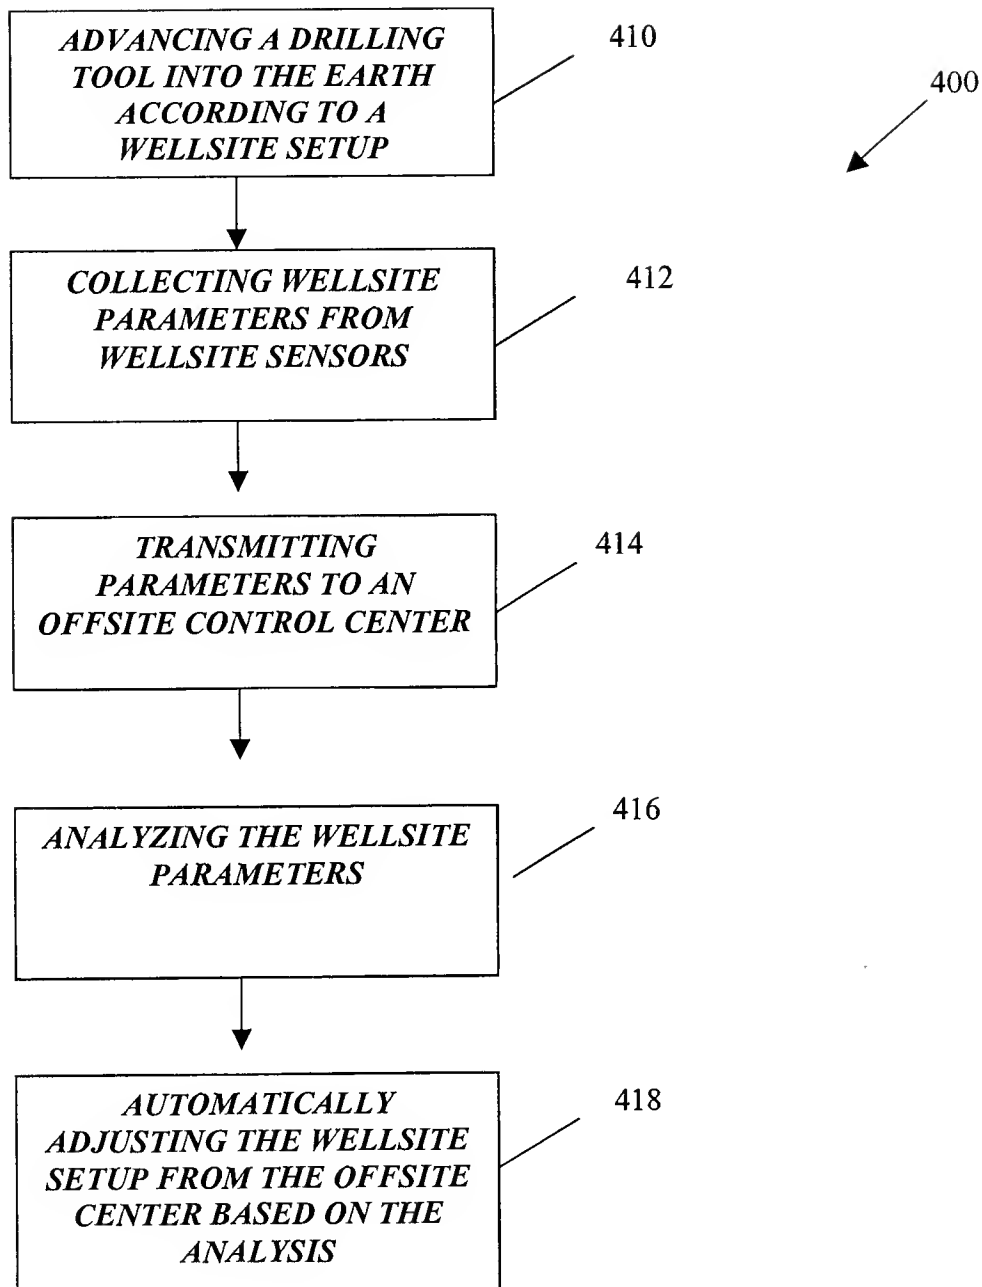 ADVANCING A DRILLING
TOOL INTO THE EARTH
ACCORDING TO A
WELLSITE SETUP
410
400
COLLECTING WELLSITE
PARAMETERS FROM
WELLSITE SENSORS
412
TRANSMITTING
PARAMETERS TO AN
OFFSITE CONTROL CENTER
414
ANALYZING THE WELLSITE
PARAMETERS
416
AUTOMATICALLY
ADJUSTING THE WELLSITE
SETUP FROM THE OFFSITE
CENTER BASED ON THE
ANALYSIS
418